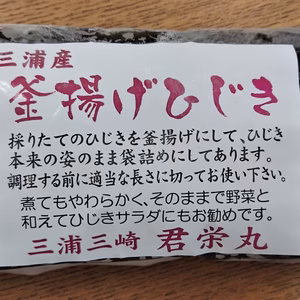 三浦産
釜揚げひじき
採りたてのひじきを釜揚げにして、ひじき
本来の姿のまま袋詰めにしてあります。
調理する前に適当な長さに切ってお使い下さい。
煮てもやわらかく、そのままで野菜と
和えてひじきサラダにもお勧めです。
三浦三崎 君栄丸